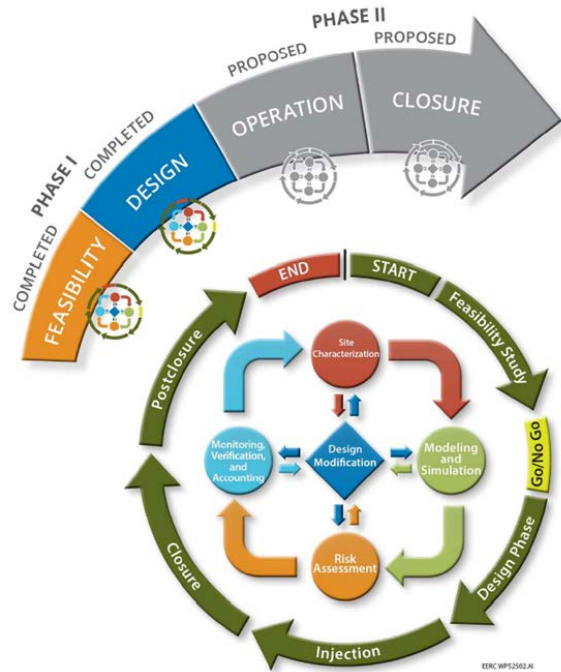 PHASE II
PROPOSED
PROPOSED
PHASE I
COMPLETED
COMPLETED
FEASIBILITY
DESIGN
OPERATION
CLOSURE
END
START
Feasibility Study
Go/No Go
Design Phase
Injection
Closure
Postclosure
Site
Characterization
Modeling
and
Simulation
Risk
Assessment
Monitoring,
Verification,
and
Accounting
Design
Modification
EERC WP52502.AI